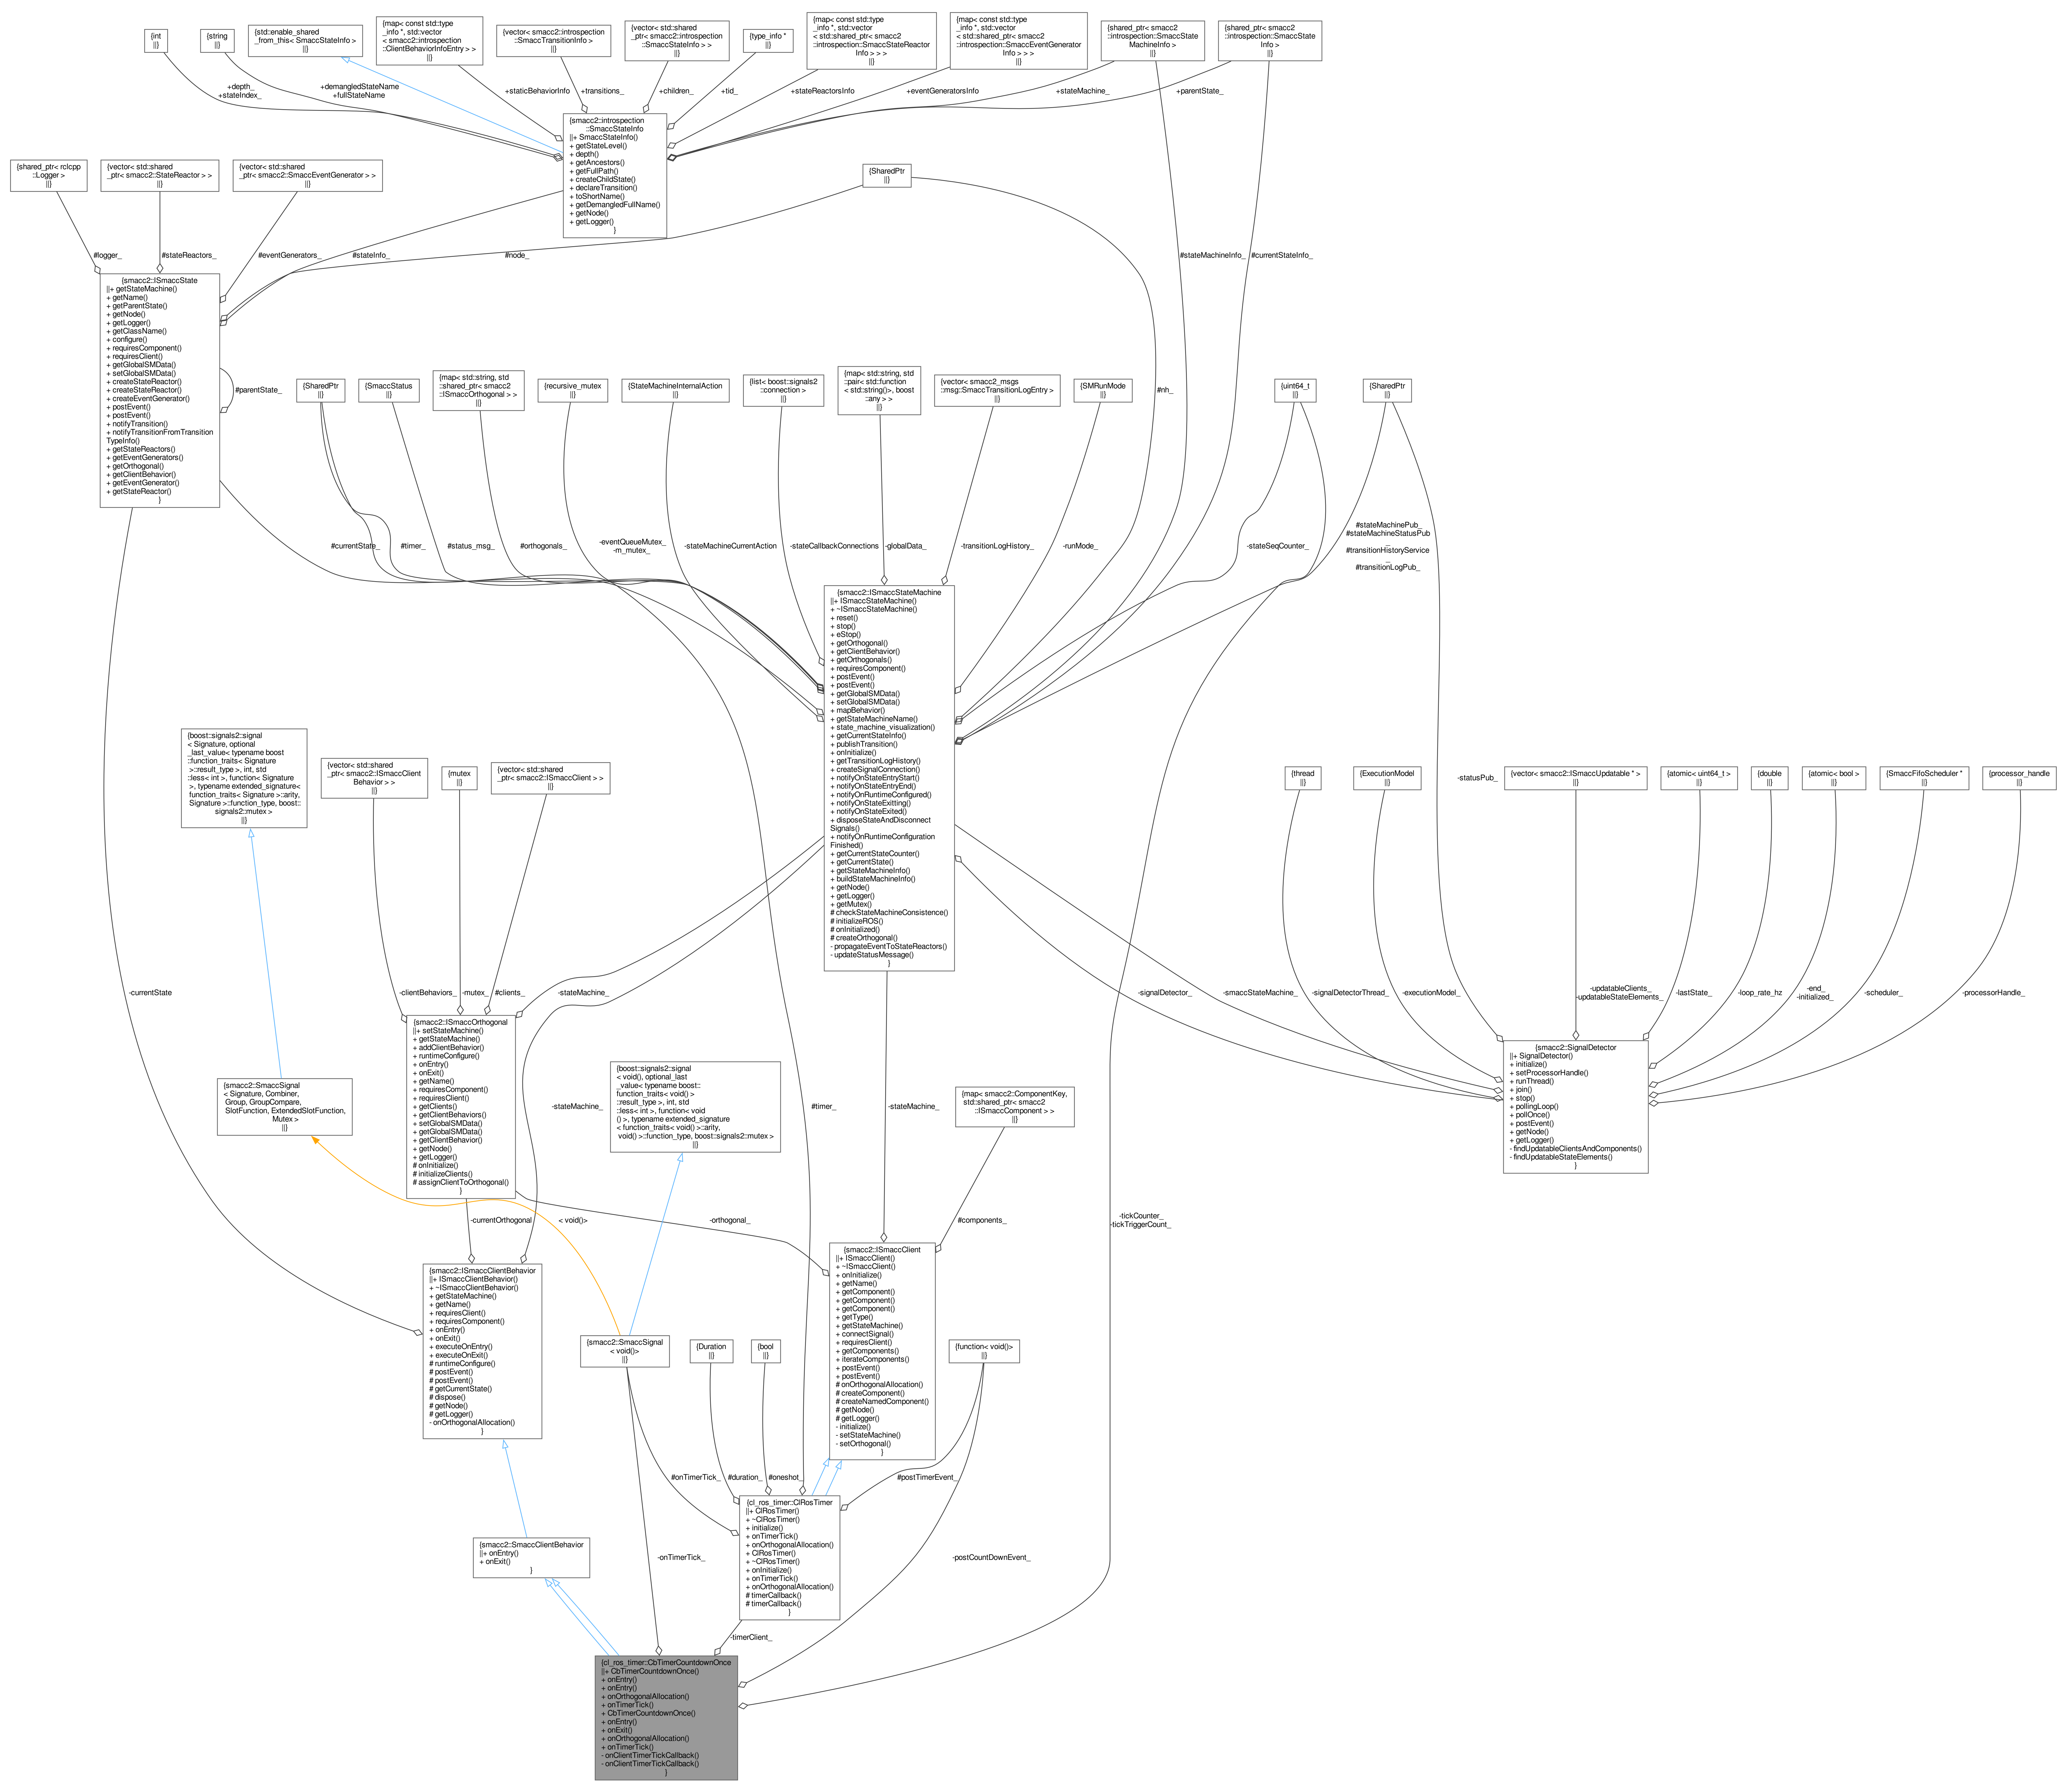 {int
||}
{string
||}
{std::enable_shared
_from_this< SmaccStateInfo >
||}
{map< const std::type
_info *, std::vector
< smacc2::introspection
::ClientBehaviorInfoEntry > >
||}
{vector< smacc2::introspection
::SmaccTransitionInfo >
||}
{vector< std::shared
_ptr< smacc2::introspection
::SmaccStateInfo > >
||}
{type_info *
||}
{map< const std::type
_info *, std::vector
< std::shared_ptr< smacc2
::introspection::SmaccStateReactor
Info > > >
||}
{map< const std::type
_info *, std::vector
< std::shared_ptr< smacc2
::introspection::SmaccEventGenerator
Info > > >
||}
{shared_ptr< smacc2
::introspection::SmaccState
MachineInfo >
||}
{shared_ptr< smacc2
::introspection::SmaccState
Info >
||}
+depth_
+stateIndex_
+demangledStateName
+fullStateName
+staticBehaviorInfo
+transitions_
+children_
+tid_
+stateReactorsInfo
+eventGeneratorsInfo
+stateMachine_
+parentState_
{smacc2::introspection
::SmaccStateInfo
||+ SmaccStateInfo()
+ getStateLevel()
+ depth()
+ getAncestors()
+ getFullPath()
+ createChildState()
+ declareTransition()
+ toShortName()
+ getDemangledFullName()
+ getNode()
+ getLogger()
}
{shared_ptr< rclcpp
::Logger >
||}
{vector< std::shared
_ptr< smacc2::StateReactor > >
||}
{vector< std::shared
_ptr< smacc2::SmaccEventGenerator > >
||}
{SharedPtr
||}
#logger_
#stateReactors_
#eventGenerators_
#stateInfo_
#node_
#stateMachineInfo_
#currentStateInfo_
{smacc2::ISmaccState
||+ getStateMachine()
+ getName()
+ getParentState()
+ getNode()
+ getLogger()
+ getClassName()
+ configure()
+ requiresComponent()
+ requiresClient()
+ getGlobalSMData()
+ setGlobalSMData()
+ createStateReactor()
+ createStateReactor()
+ createEventGenerator()
+ postEvent()
+ postEvent()
+ notifyTransition()
+ notifyTransitionFromTransition
TypeInfo()
+ getStateReactors()
+ getEventGenerators()
+ getOrthogonal()
+ getClientBehavior()
+ getEventGenerator()
+ getStateReactor()
}
#parentState_
{SharedPtr
||}
{SmaccStatus
||}
{map< std::string, std
::shared_ptr< smacc2
::ISmaccOrthogonal > >
||}
{recursive_mutex
||}
{StateMachineInternalAction
||}
{list< boost::signals2
::connection >
||}
{map< std::string, std
::pair< std::function
< std::string()>, boost
::any > >
||}
{vector< smacc2_msgs
::msg::SmaccTransitionLogEntry >
||}
{SMRunMode
||}
#nh_
{uint64_t
||}
{SharedPtr
||}
#currentState_
#timer_
#status_msg_
#orthogonals_
-eventQueueMutex_
-m_mutex_
-stateMachineCurrentAction
-stateCallbackConnections
-globalData_
-transitionLogHistory_
-runMode_
-stateSeqCounter_
#stateMachinePub_
#stateMachineStatusPub
_
#transitionHistoryService
_
#transitionLogPub_
{smacc2::ISmaccStateMachine
||+ ISmaccStateMachine()
+ ~ISmaccStateMachine()
+ reset()
+ stop()
+ eStop()
+ getOrthogonal()
+ getClientBehavior()
+ getOrthogonals()
+ requiresComponent()
+ postEvent()
+ postEvent()
+ getGlobalSMData()
+ setGlobalSMData()
+ mapBehavior()
+ getStateMachineName()
+ state_machine_visualization()
+ getCurrentStateInfo()
+ publishTransition()
+ onInitialize()
+ getTransitionLogHistory()
+ createSignalConnection()
+ notifyOnStateEntryStart()
+ notifyOnStateEntryEnd()
+ notifyOnRuntimeConfigured()
+ notifyOnStateExitting()
+ notifyOnStateExited()
+ disposeStateAndDisconnect
Signals()
+ notifyOnRuntimeConfiguration
Finished()
+ getCurrentStateCounter()
+ getCurrentState()
+ getStateMachineInfo()
+ buildStateMachineInfo()
+ getNode()
+ getLogger()
+ getMutex()
# checkStateMachineConsistence()
# initializeROS()
# onInitialized()
# createOrthogonal()
- propagateEventToStateReactors()
- updateStatusMessage()
}
{boost::signals2::signal
< Signature, optional
_last_value< typename boost
::function_traits< Signature
>::result_type >, int, std
::less< int >, function< Signature
>, typename extended_signature<
function_traits< Signature >::arity,
Signature >::function_type, boost::
signals2::mutex >
||}
{vector< std::shared
_ptr< smacc2::ISmaccClient
Behavior > >
||}
{mutex
||}
{vector< std::shared
_ptr< smacc2::ISmaccClient > >
||}
{thread
||}
{ExecutionModel
||}
-statusPub_
{vector< smacc2::ISmaccUpdatable * >
||}
{atomic< uint64_t >
||}
{double
||}
{atomic< bool >
||}
{SmaccFifoScheduler *
||}
{processor_handle
||}
-currentState
-clientBehaviors_
-mutex_
#clients_
-stateMachine_
-signalDetector_
-smaccStateMachine_
-signalDetectorThread_
-executionModel_
-updatableClients_
-updatableStateElements_
-lastState_
-loop_rate_hz
-end_
-initialized_
-scheduler_
-processorHandle_
{smacc2::ISmaccOrthogonal
||+ setStateMachine()
+ getStateMachine()
+ addClientBehavior()
+ runtimeConfigure()
+ onEntry()
+ onExit()
+ getName()
+ requiresComponent()
+ requiresClient()
+ getClients()
+ getClientBehaviors()
+ setGlobalSMData()
+ getGlobalSMData()
+ getClientBehavior()
+ getNode()
+ getLogger()
# onInitialize()
# initializeClients()
# assignClientToOrthogonal()
}
{smacc2::SignalDetector
||+ SignalDetector()
+ initialize()
+ setProcessorHandle()
+ runThread()
+ join()
+ stop()
+ pollingLoop()
+ pollOnce()
+ postEvent()
+ getNode()
+ getLogger()
- findUpdatableClientsAndComponents()
- findUpdatableStateElements()
}
{smacc2::SmaccSignal
< Signature, Combiner,
Group, GroupCompare,
SlotFunction, ExtendedSlotFunction,
Mutex >
||}
-stateMachine_
{boost::signals2::signal
< void(), optional_last
_value< typename boost::
function_traits< void() >
::result_type >, int, std
::less< int >, function< void
() >, typename extended_signature
< function_traits< void() >::arity,
void() >::function_type, boost::signals2::mutex >
||}
#timer_
-stateMachine_
{map< smacc2::ComponentKey,
std::shared_ptr< smacc2
::ISmaccComponent > >
||}
-currentOrthogonal
< void()>
-orthogonal_
#components_
-tickCounter_
-tickTriggerCount_
{smacc2::ISmaccClientBehavior
||+ ISmaccClientBehavior()
+ ~ISmaccClientBehavior()
+ getStateMachine()
+ getName()
+ requiresClient()
+ requiresComponent()
+ onEntry()
+ onExit()
+ executeOnEntry()
+ executeOnExit()
# runtimeConfigure()
# postEvent()
# postEvent()
# getCurrentState()
# dispose()
# getNode()
# getLogger()
- onOrthogonalAllocation()
}
{smacc2::ISmaccClient
||+ ISmaccClient()
+ ~ISmaccClient()
+ onInitialize()
+ getName()
+ getComponent()
+ getComponent()
+ getComponent()
+ getType()
+ getStateMachine()
+ connectSignal()
+ requiresClient()
+ getComponents()
+ iterateComponents()
+ postEvent()
+ postEvent()
# onOrthogonalAllocation()
# createComponent()
# createNamedComponent()
# getNode()
# getLogger()
- initialize()
- setStateMachine()
- setOrthogonal()
}
{smacc2::SmaccSignal
< void()>
||}
{Duration
||}
{bool
||}
{function< void()>
||}
#onTimerTick_
#duration_
#oneshot_
#postTimerEvent_
{cl_ros_timer::ClRosTimer
||+ ClRosTimer()
+ ~ClRosTimer()
+ initialize()
+ onTimerTick()
+ onOrthogonalAllocation()
+ ClRosTimer()
+ ~ClRosTimer()
+ onInitialize()
+ onTimerTick()
+ onOrthogonalAllocation()
# timerCallback()
# timerCallback()
}
{smacc2::SmaccClientBehavior
||+ onEntry()
+ onExit()
}
-onTimerTick_
-postCountDownEvent_
-timerClient_
{cl_ros_timer::CbTimerCountdownOnce
||+ CbTimerCountdownOnce()
+ onEntry()
+ onEntry()
+ onOrthogonalAllocation()
+ onTimerTick()
+ CbTimerCountdownOnce()
+ onEntry()
+ onExit()
+ onOrthogonalAllocation()
+ onTimerTick()
- onClientTimerTickCallback()
- onClientTimerTickCallback()
}